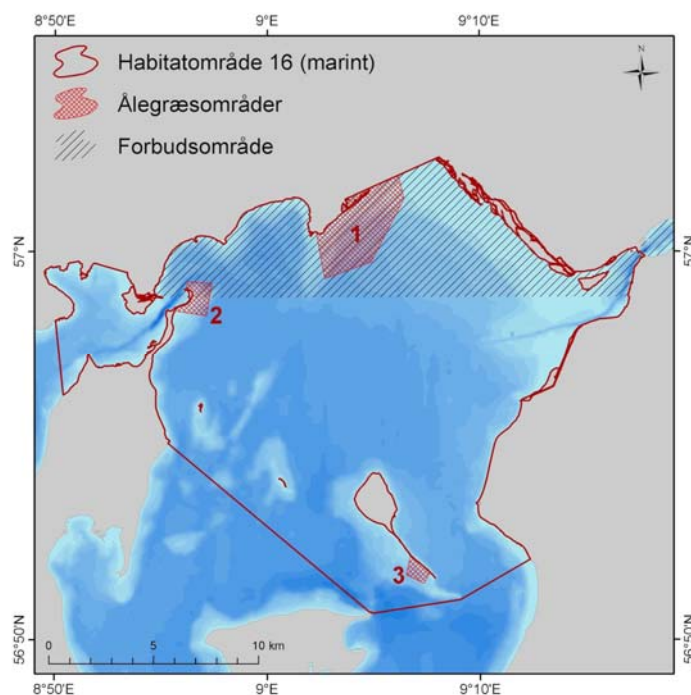 8°50'E 9°E 9°10'E
N
Habitatområde 16 (marint)
Ålegræsområder
Forbudsområde
1
57°N 57°N
2
3
0 5 10 km
56°50'N 56°50'N
8°50'E 9°E 9°10'E